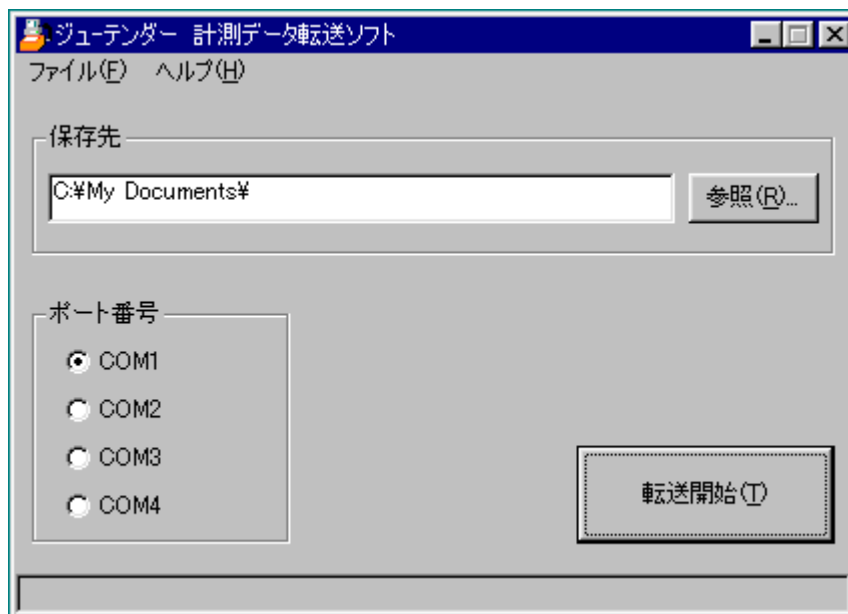 ジューテンダー 計測データ転送ソフト
ファイル(F) ヘルプ(H)
保存先
C:¥My Documents¥
参照(R)...
ポート番号
COM1
COM2
COM3
COM4
転送開始(T)